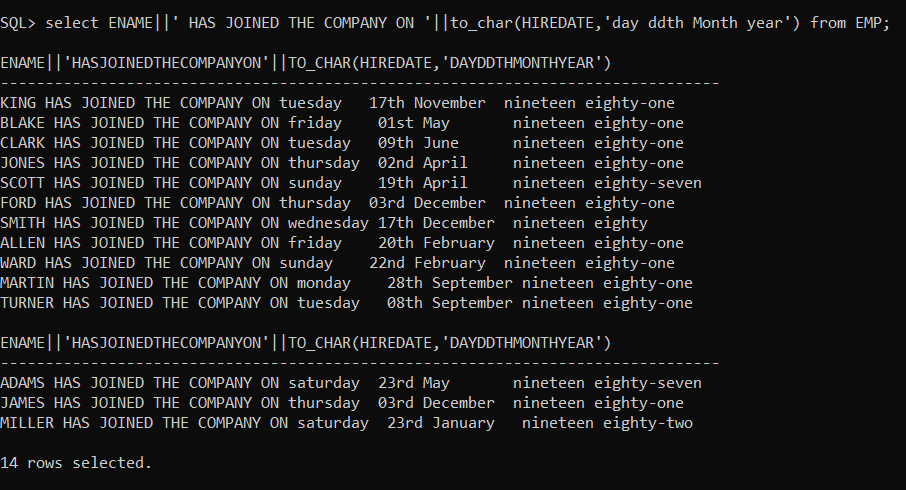 SQL> select ENAME||' HAS JOINED THE COMPANY ON '||to_char(HIREDATE,'day ddth Month year') from EMP;
ENAME||'HASJOINEDTHECOMPANYON'||TO_CHAR(HIREDATE,'DAYDDTHMONTHYEAR')
--------------------------------------------------------------------------------
KING HAS JOINED THE COMPANY ON tuesday   17th November  nineteen eighty-one
BLAKE HAS JOINED THE COMPANY ON friday    01st May       nineteen eighty-one
CLARK HAS JOINED THE COMPANY ON tuesday   09th June      nineteen eighty-one
JONES HAS JOINED THE COMPANY ON thursday  02nd April     nineteen eighty-one
SCOTT HAS JOINED THE COMPANY ON sunday    19th April     nineteen eighty-seven
FORD HAS JOINED THE COMPANY ON thursday  03rd December  nineteen eighty-one
SMITH HAS JOINED THE COMPANY ON wednesday 17th December  nineteen eighty
ALLEN HAS JOINED THE COMPANY ON friday    20th February  nineteen eighty-one
WARD HAS JOINED THE COMPANY ON sunday    22nd February  nineteen eighty-one
MARTIN HAS JOINED THE COMPANY ON monday    28th September nineteen eighty-one
TURNER HAS JOINED THE COMPANY ON tuesday   08th September nineteen eighty-one
ENAME||'HASJOINEDTHECOMPANYON'||TO_CHAR(HIREDATE,'DAYDDTHMONTHYEAR')
--------------------------------------------------------------------------------
ADAMS HAS JOINED THE COMPANY ON saturday  23rd May       nineteen eighty-seven
JAMES HAS JOINED THE COMPANY ON thursday  03rd December  nineteen eighty-one
MILLER HAS JOINED THE COMPANY ON saturday  23rd January   nineteen eighty-two
14 rows selected.